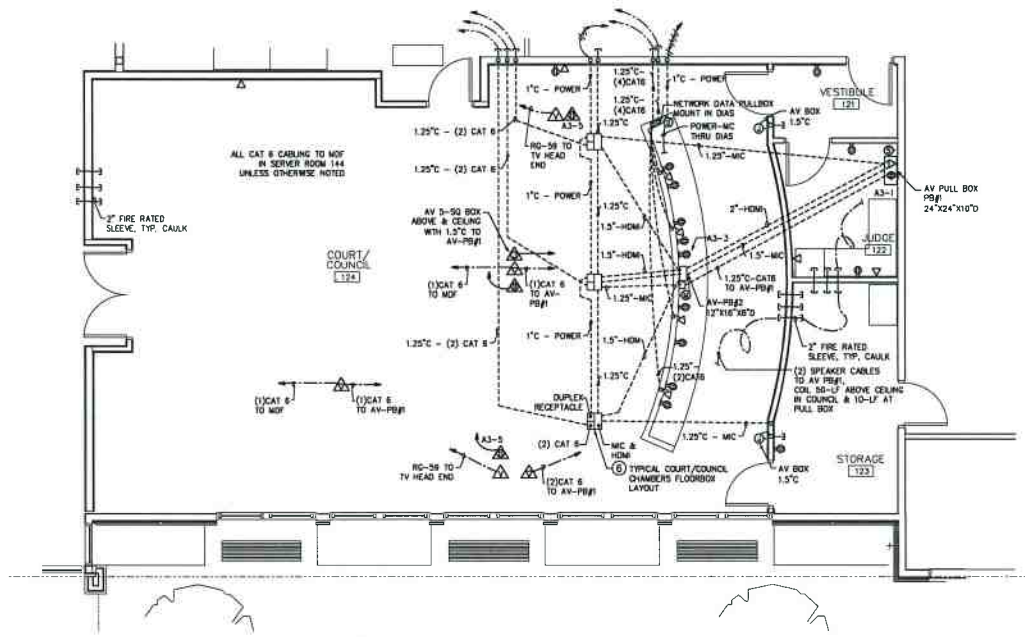 1.25"C-
(4)CAT6
1"C - POWER
1"C - POWER
VESTIBULE
121
1.25"C-
(4)CAT6
NETWORK DATA PULLBOX
MOUNT IN DIAS
AV BOX
1.5"C
A3-5
1.25"C
POWER-MC
THRU DIAS
1.25"C - (2) CAT 6
RG-59 TO
TV HEAD
END
1.25"-MIC
ALL CAT 6 CABLING TO MDF
IN SERVER ROOM 144
UNLESS OTHERWISE NOTED
1.25"C - (2) CAT 6
1"C - POWER
A3-1
AV PULL BOX
PB#1
24"X24"X10"D
2" FIRE RATED
SLEEVE, TYP, CAULK
AV 5-SQ BOX
ABOVE & CEILING
WITH 1.5"C TO
AV-PB#1
1.25"C
2"-HDMI
1.5"-HDMI
A3-3
JUDGE
122
COURT/
COUNCIL
124
1.5"-HDMI
1.5"-MIC
(1)CAT 6
TO MDF
(1)CAT 6
TO AV-
PB#1
1.25"C-CAT6
TO AV-PB#1
1.25"-MIC
AV-PB#2
12"X16"X6"D
1"C - POWER
1.5"-HDMI
1.25"C - (2) CAT 6
2" FIRE RATED
SLEEVE, TYP, CAULK
1.25"-
(2)CAT6
(2) SPEAKER CABLES
TO AV PB#1,
COIL 50-LF ABOVE CEILING
IN COUNCIL & 10-LF AT
PULL BOX
1.25"C
(1)CAT 6
TO MDF
(1)CAT 6
TO AV-PB#1
DUPLEX
RECEPTACLE
1.25"C - MIC
A3-5
(2) CAT 6
MIC &
HDMI
RG-59 TO
TV HEAD END
(2)CAT 6
TO AV-PB#1
6 TYPICAL COURT/COUNCIL
CHAMBERS FLOORBOX
LAYOUT
AV BOX
1.5"C
STORAGE
123